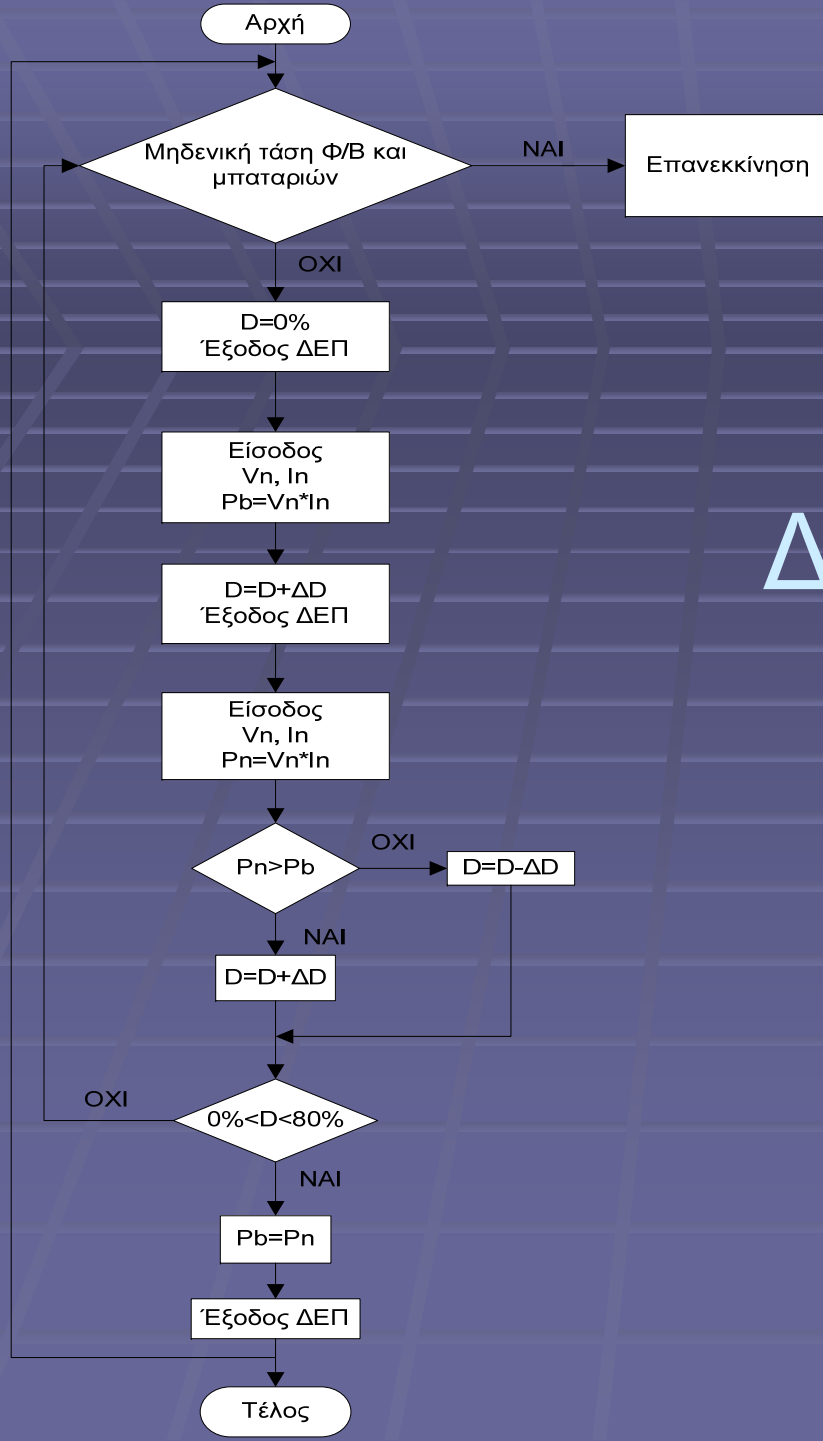 Αρχή
Μηδενική τάση Φ/Β και
μπαταριών
ΝΑΙ
Επανεκκίνηση
ΟΧΙ
D=0%
Έξοδος ΔΕΠ
Είσοδος
Vn, In
Pb=Vn*In
Δ
D=D+ΔD
Έξοδος ΔΕΠ
Είσοδος
Vn, In
Pn=Vn*In
Pn>Pb
ΟΧΙ
D=D-ΔD
ΝΑΙ
D=D+ΔD
ΟΧΙ
0%<D<80%
ΝΑΙ
Pb=Pn
Έξοδος ΔΕΠ
Τέλος